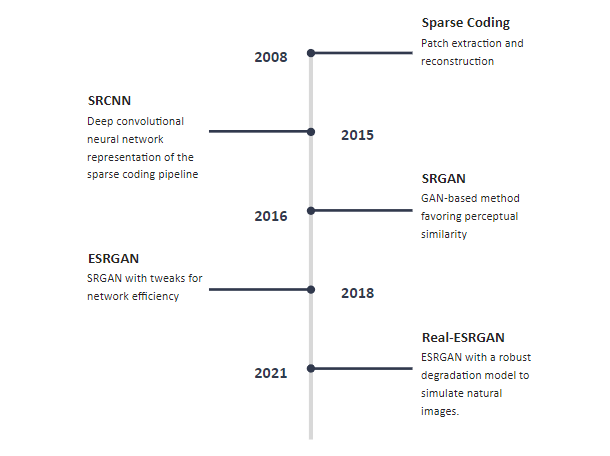 Sparse Coding
2008
Patch extraction and
reconstruction
SRCNN
Deep convolutional
neural network
representation of the
sparse coding pipeline
2015
SRGAN
GAN-based method
favoring perceptual
similarity
2016
ESRGAN
SRGAN with tweaks for
network efficiency
2018
Real-ESRGAN
ESRGAN with a robust
degradation model to
simulate natural
images.
2021